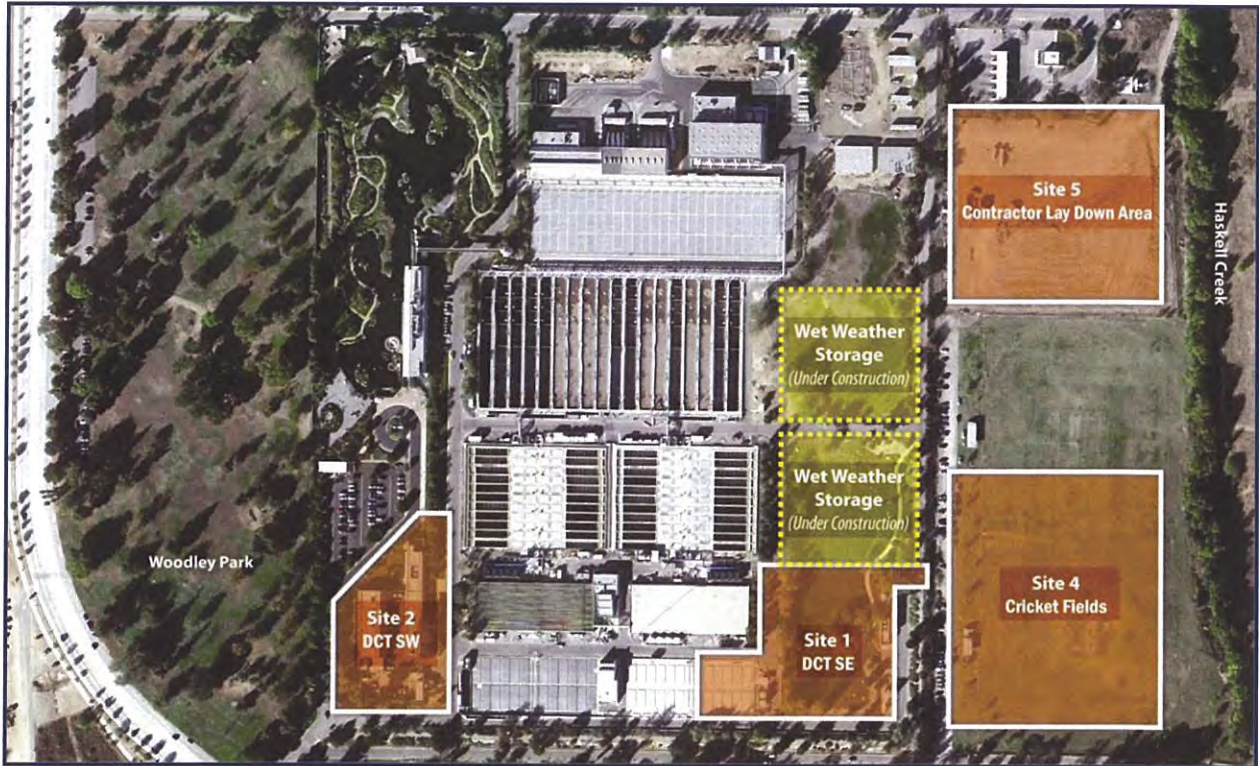 Site 5
Contractor Lay Down Area
Haskell Creek
Wet Weather
Storage
(Under Construction)
Wet Weather
Storage
(Under Construction)
Woodley Park
Site 2
DCT SW
Site 1
DCT SE
Site 4
Cricket Fields